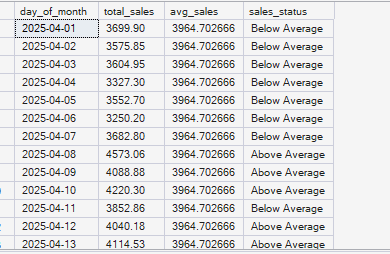 day_of_month total_sales avg_sales sales_status
2025-04-01 3699.90 3964.702666 Below Average
2025-04-02 3575.85 3964.702666 Below Average
2025-04-03 3604.95 3964.702666 Below Average
2025-04-04 3327.30 3964.702666 Below Average
2025-04-05 3552.70 3964.702666 Below Average
2025-04-06 3250.20 3964.702666 Below Average
2025-04-07 3682.80 3964.702666 Below Average
2025-04-08 4573.06 3964.702666 Above Average
2025-04-09 4088.88 3964.702666 Above Average
2025-04-10 4220.30 3964.702666 Above Average
2025-04-11 3852.86 3964.702666 Below Average
2025-04-12 4040.18 3964.702666 Above Average
2025-04-13 4114.53 3964.702666 Above Average